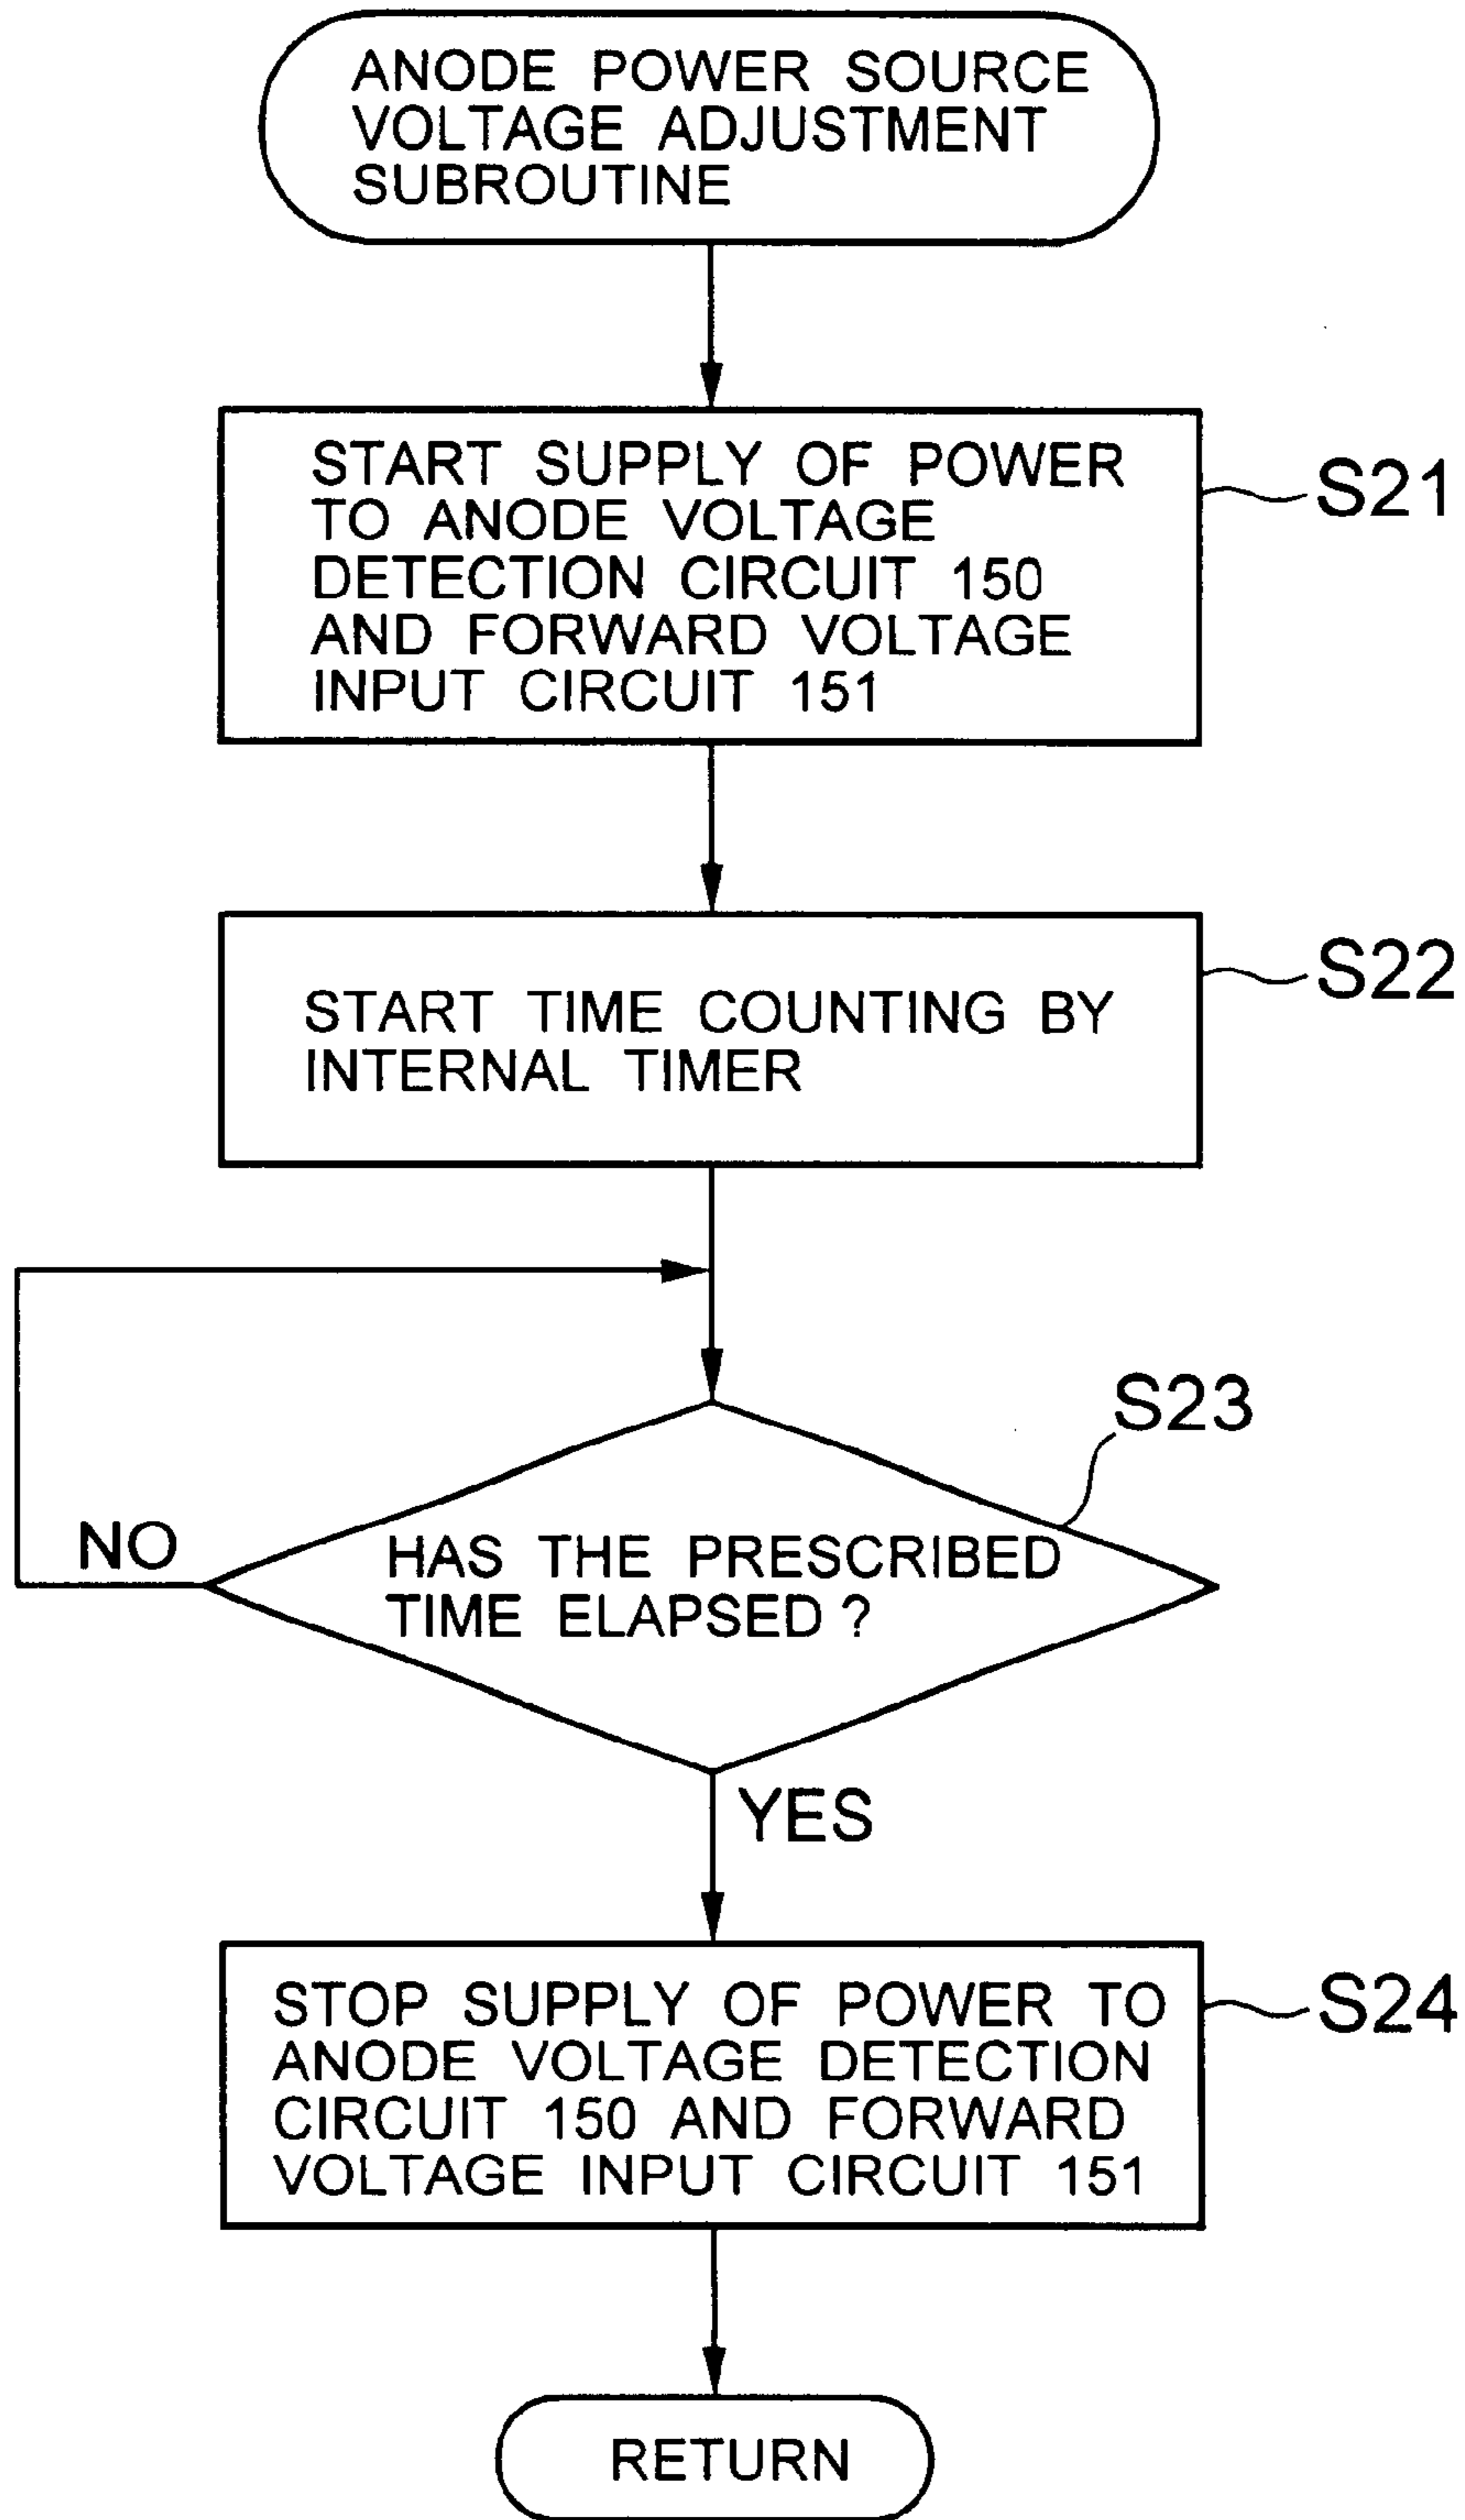 ANODE POWER SOURCE
VOLTAGE ADJUSTMENT
SUBROUTINE
START SUPPLY OF POWER
TO ANODE VOLTAGE
DETECTION CIRCUIT 150
AND FORWARD VOLTAGE
INPUT CIRCUIT 151
S21
START TIME COUNTING BY
INTERNAL TIMER
S22
S23
NO
HAS THE PRESCRIBED
TIME ELAPSED?
YES
STOP SUPPLY OF POWER TO
ANODE VOLTAGE DETECTION
CIRCUIT 150 AND FORWARD
VOLTAGE INPUT CIRCUIT 151
S24
RETURN